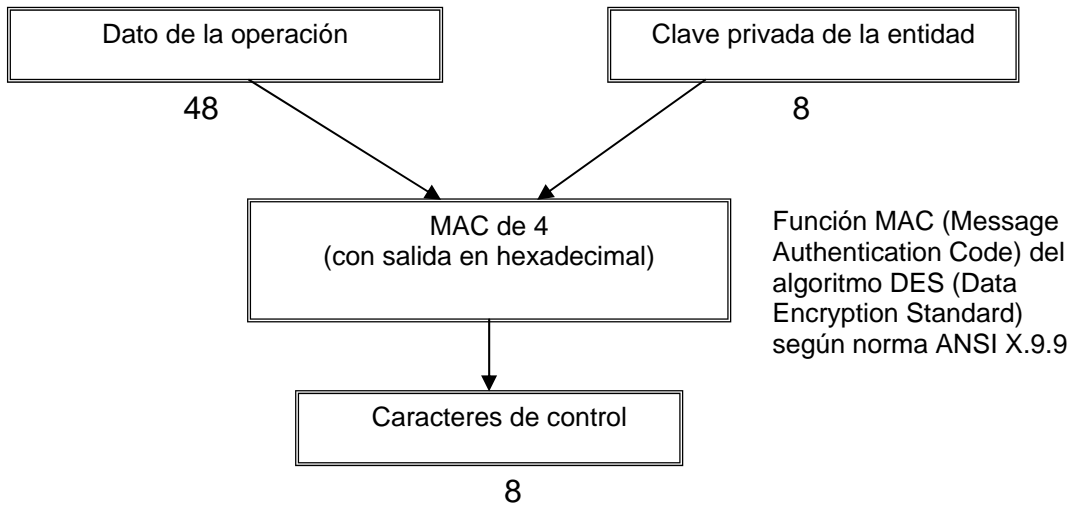 Dato de la operación
Clave privada de la entidad
48
8
MAC de 4
(con salida en hexadecimal)
Función MAC (Message
Authentication Code) del
algoritmo DES (Data
Encryption Standard)
según norma ANSI X.9.9
Caracteres de control
8